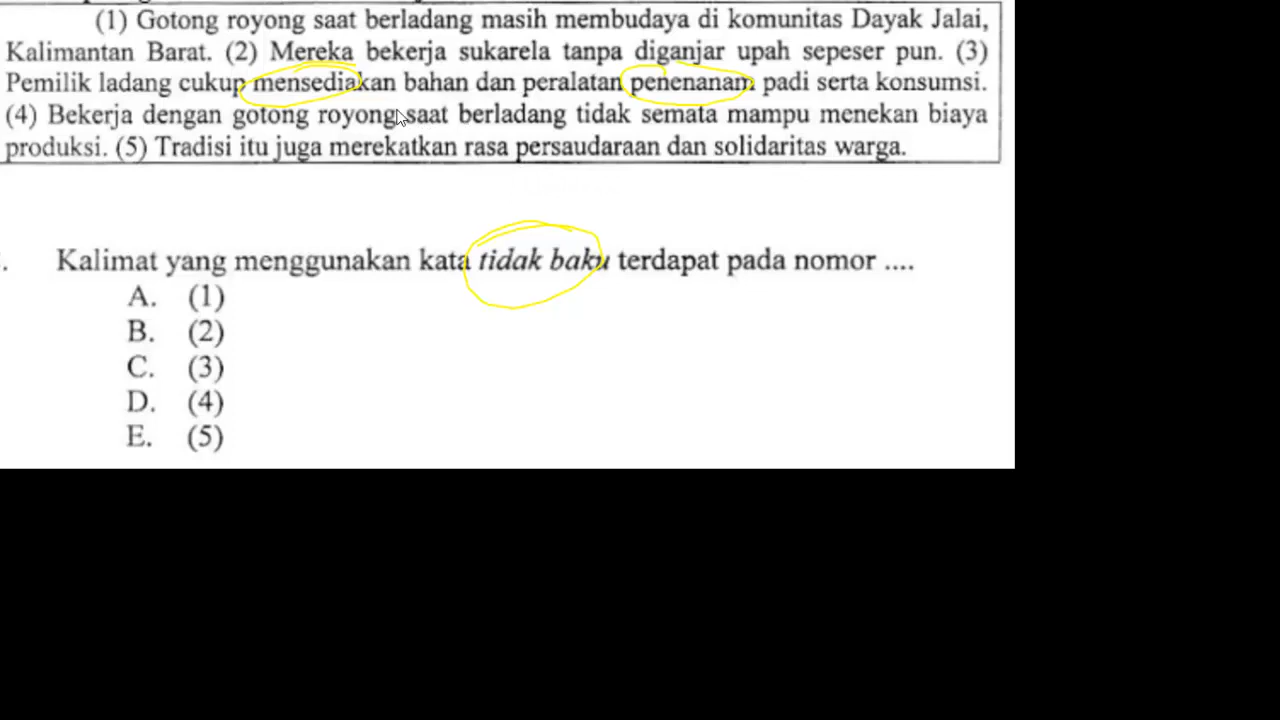 (1) Gotong royong saat berladang masih membudaya di komunitas Dayak Jalai,
Kalimantan Barat. (2) Mereka bekerja sukarela tanpa diganjar upah sepeser pun. (3)
Pemilik ladang cukup mensediakan bahan dan peralatan penenanam padi serta konsumsi.
(4) Bekerja dengan gotong royong saat berladang tidak semata mampu menekan biaya
produksi. (5) Tradisi itu juga merekatkan rasa persaudaraan dan solidaritas warga.
Kalimat yang menggunakan kata tidak baku terdapat pada nomor ....
A. (1)
B. (2)
C. (3)
D. (4)
E. (5)